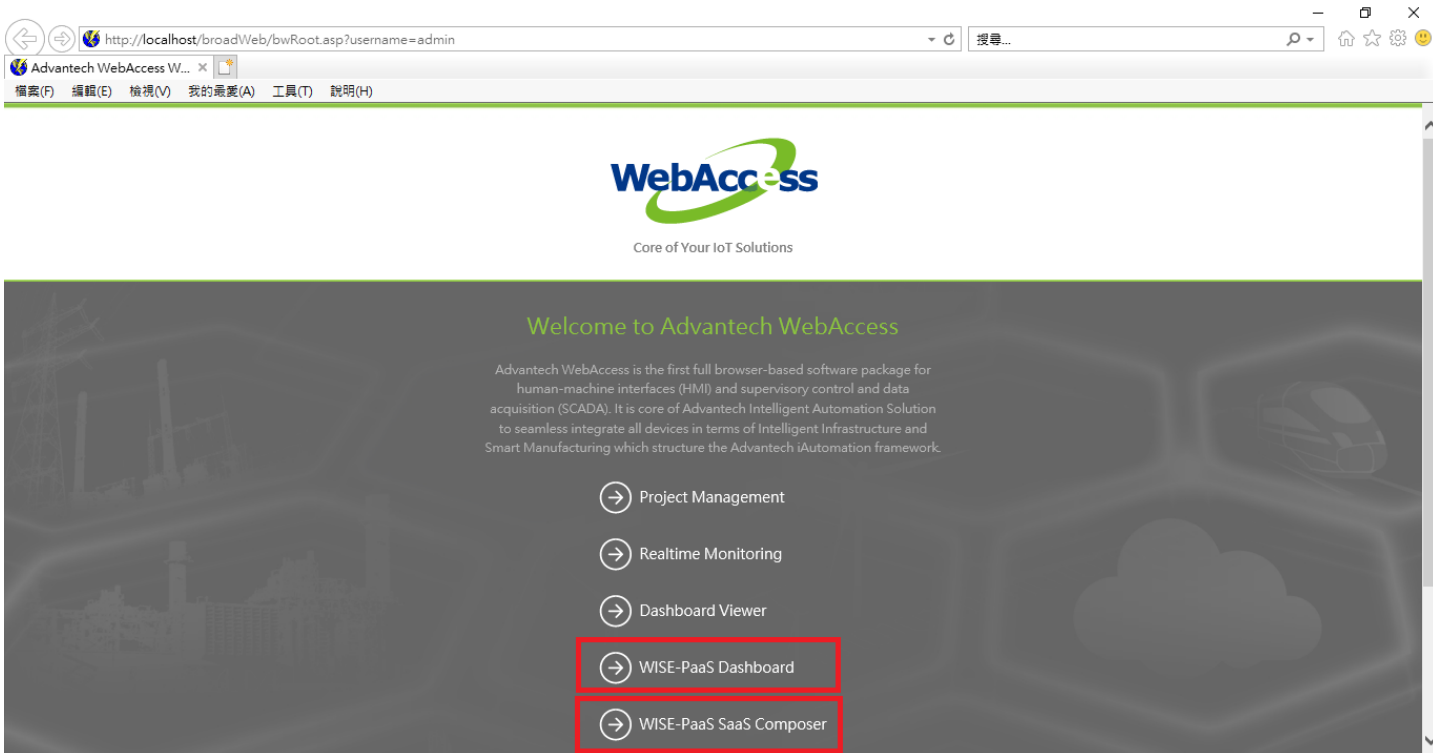 http://localhost/broadWeb/bwRoot.asp?username=admin
搜尋...
Advantech WebAccess W...
檔案(F) 編輯(E) 檢視(V) 我的最愛(A) 工具(T) 說明(H)
WebAccess
Core of Your IoT Solutions
Welcome to Advantech WebAccess
Advantech WebAccess is the first full browser-based software package for
human-machine interfaces (HMI) and supervisory control and data
acquisition (SCADA). It is core of Advantech Intelligent Automation Solution
to seamless integrate all devices in terms of Intelligent Infrastructure and
Smart Manufacturing which structure the Advantech iAutomation framework.
Project Management
Realtime Monitoring
Dashboard Viewer
WISE-PaaS Dashboard
WISE-PaaS SaaS Composer